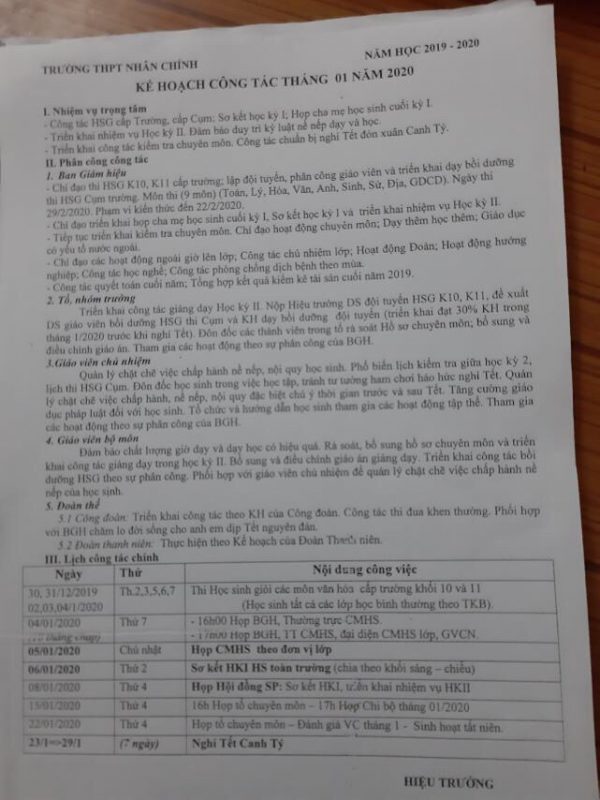 TRƯỜNG THPT NHÂN CHÍNH
NĂM HỌC 2019 - 2020
KẾ HOẠCH CÔNG TÁC THÁNG 01 NĂM 2020
I. Nhiệm vụ trọng tâm
- Công tác HSG cấp Trường, cấp Cụm; Sơ kết học kỳ I; Họp cha mẹ học sinh cuối kỳ I.
- Triển khai nhiệm vụ Học kỳ II. Đảm bảo duy trì kỷ luật nề nếp dạy và học.
- Triển khai công tác kiểm tra chuyên môn. Công tác chuẩn bị nghỉ Tết đón xuân Canh Tý.
II. Phân công công tác
1. Ban Giám hiệu
- Chỉ đạo thi HSG K10, K11 cấp trường; lập đội tuyển, phân công giáo viên và triển khai dạy bồi dưỡng
thi HSG Cụm trường. Môn thi (9 môn) (Toán, Lý, Hóa, Văn, Anh, Sinh, Sử, Địa, GDCD). Ngày thi
29/2/2020. Phạm vi kiến thức đến 22/2/2020.
- Chỉ đạo triển khai họp cha mẹ học sinh cuối kỳ I, Sơ kết học kỳ I và triển khai nhiệm vụ Học kỳ II.
- Tiếp tục triển khai kiểm tra chuyên môn. Chỉ đạo hoạt động chuyên môn; Dạy thêm học thêm; Giáo dục
có yếu tố nước ngoài.
- Chỉ đạo các hoạt động ngoài giờ lên lớp; Công tác chủ nhiệm lớp; Hoạt động Đoàn; Hoạt động hướng
nghiệp; Công tác học nghề; Công tác phòng chống dịch bệnh theo mùa.
- Công tác quyết toán cuối năm; Tổng hợp kết quả kiểm kê tài sản cuối năm 2019.
2. Tổ, nhóm trưởng
Triển khai công tác giảng dạy Học kỳ II. Nộp Hiệu trưởng DS đội tuyển HSG K10, K11, đề xuất
DS giáo viên bồi dưỡng HSG thi Cụm và KH dạy bồi dưỡng đội tuyển (triển khai đạt 30% KH trong
tháng 1/2020 trước khi nghỉ Tết). Đôn đốc các thành viên trong tổ rà soát Hồ sơ chuyên môn; bổ sung và
điều chỉnh giáo án. Tham gia các hoạt động theo sự phân công của BGH.
3.Giáo viên chủ nhiệm
Quản lý chặt chẽ việc chấp hành nề nếp, nội quy học sinh. Phổ biến lịch kiểm tra giữa học kỳ 2,
lịch thi HSG Cụm. Đôn đốc học sinh trong việc học tập, tránh tư tưởng ham chơi háo hức nghỉ Tết. Quản
lý chặt chẽ việc chấp hành, nề nếp, nội quy đặc biệt chú ý thời gian trước và sau Tết. Tăng cường giáo
dục pháp luật đối với học sinh. Tổ chức và hướng dẫn học sinh tham gia các hoạt động tập thể. Tham gia
các hoạt động theo sự phân công của BGH.
4. Giáo viên bộ môn
Đảm bảo chất lượng giờ dạy và dạy học có hiệu quả. Rà soát, bổ sung hồ sơ chuyên môn và triển
khai công tác giảng dạy trong học kỳ II. Bổ sung và điều chỉnh giáo án giảng dạy. Triển khai công tác bồi
dưỡng HSG theo sự phân công. Phối hợp với giáo viên chủ nhiệm để quản lý chặt chẽ việc chấp hành nề
nếp của học sinh.
5. Đoàn thể
5.1 Công đoàn: Triển khai công tác theo KH của Công đoàn. Công tác thi đua khen thưởng. Phối hợp
với BGH chăm lo đời sống cho anh em dịp Tết nguyên đán.
5.2 Đoàn thanh niên: Thực hiện theo Kế hoạch của Đoàn Thanh niên.
III. Lịch công tác chính
Ngày Thứ Nội dung công việc
30, 31/12/2019 Th.2,3,5,6,7 Thi Học sinh giỏi các môn văn hóa cấp trường khối 10 và 11
02,03,04/1/2020 (Học sinh tất cả các lớp học bình thường theo TKB).
04/01/2020 Thứ 7 - 16h00 Họp BGH, Thường trực CMHS.
- 17h00 Họp BGH, TT CMHS, đại diện CMHS lớp, GVCN.
05/01/2020 Chủ nhật Họp CMHS theo đơn vị lớp
06/01/2020 Thứ 2 Sơ kết HKI HS toàn trường (chia theo khối sáng – chiều)
08/01/2020 Thứ 4 Họp Hội đồng SP: Sơ kết HKI, triển khai nhiệm vụ HKII
15/01/2020 Thứ 4 16h Họp tổ chuyên môn – 17h Họp Chi bộ tháng 01/2020
22/01/2020 Thứ 4 Họp tổ chuyên môn – Đánh giá VC tháng 1 - Sinh hoạt tất niên.
23/1=>29/1 (7 ngày) Nghỉ Tết Canh Tý
HIỆU TRƯỞNG